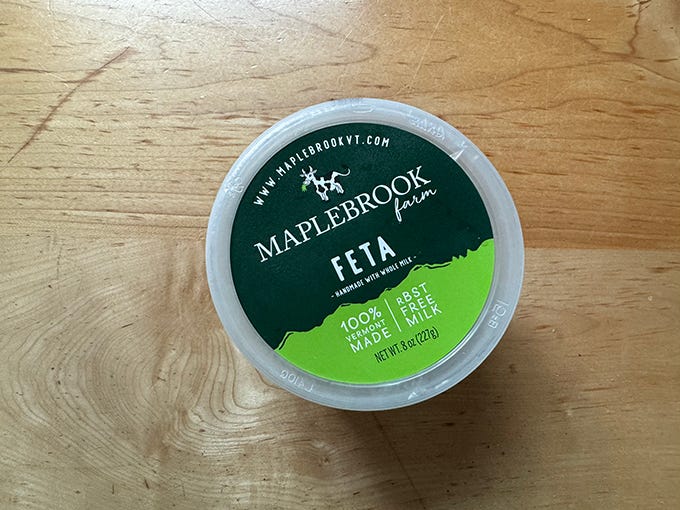 WWW.MAPLEBROOKVT.COM
MAPLEBROOK
farm
FETA
- HANDMADE WITH WHOLE MILK -
100%
VERMONT
MADE
rBST
FREE
MILK
NET WT. 8 oz (227g)
L4100